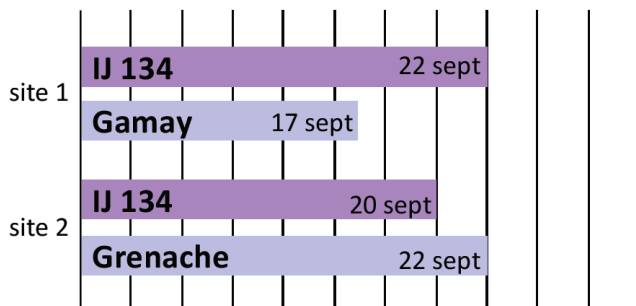 site 1
IJ 134 22 sept
Gamay 17 sept
site 2
IJ 134 20 sept
Grenache 22 sept